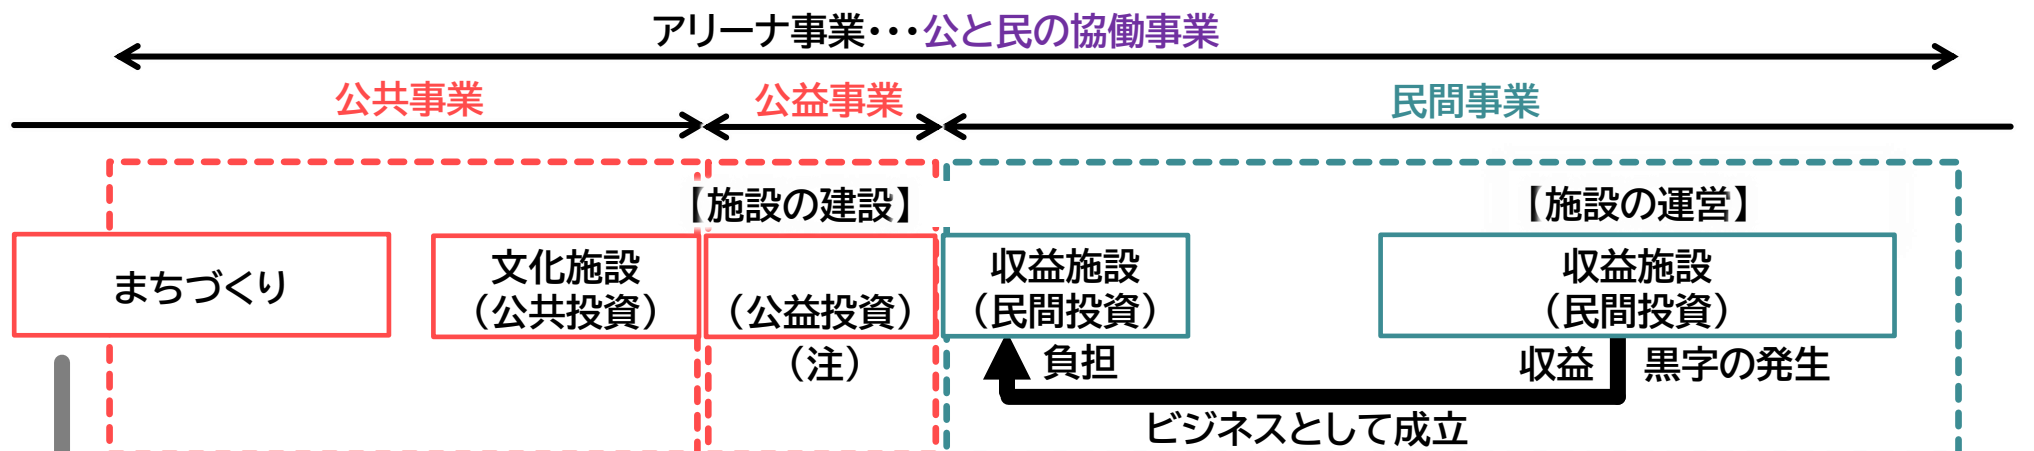 アリーナ事業・・・公と民の協働事業
公共事業
公益事業
民間事業
【施設の建設】
【施設の運営】
まちづくり
文化施設
（公共投資）
（公益投資）
（注）
収益施設
（民間投資）
収益施設
（民間投資）
負担
収益
黒字の発生
ビジネスとして成立